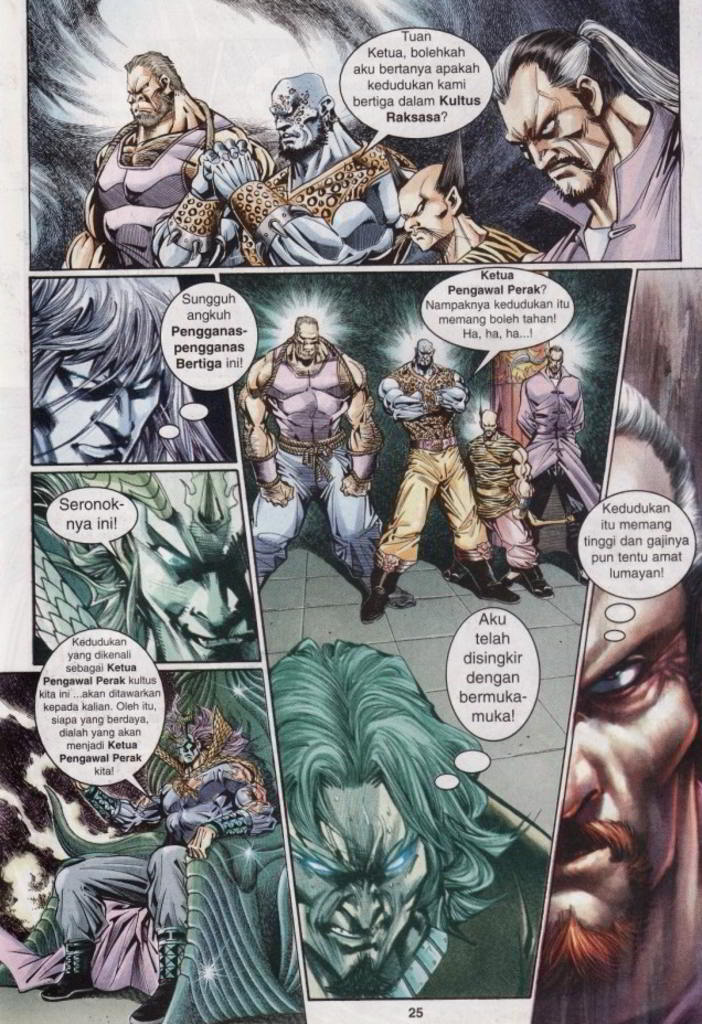 Tuan
Ketua, bolehkah
aku bertanya apakah
kedudukan kami
bertiga dalam Kultus
Raksasa?
Sungguh
angkuh
Pengganas-
pengganas
Bertiga ini!
Ketua
Pengawal Perak?
Nampaknya kedudukan itu
memang boleh tahan!
Ha, ha, ha...!
Seronok-
nya ini!
Kedudukan
itu memang
tinggi dan gajinya
pun tentu amat
lumayan!
Kedudukan
yang dikenali
sebagai Ketua
Pengawal Perak kultus
kita ini ...akan ditawarkan
kepada kalian. Oleh itu,
siapa yang berdaya,
dialah yang akan
menjadi Ketua
Pengawal Perak
kita!
Aku
telah
disingkir
dengan
bermuka-
muka!
25